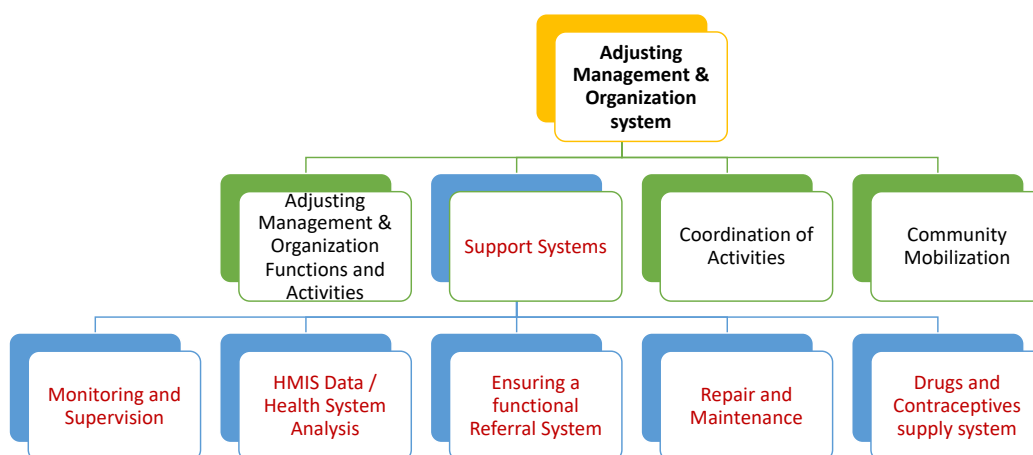 Adjusting
Management &
Organization
system
Adjusting
Management &
Organization
Functions and
Activities
Support Systems
Coordination of
Activities
Community
Mobilization
Monitoring and
Supervision
HMIS Data /
Health System
Analysis
Ensuring a
functional
Referral System
Repair and
Maintenance
Drugs and
Contraceptives
supply system